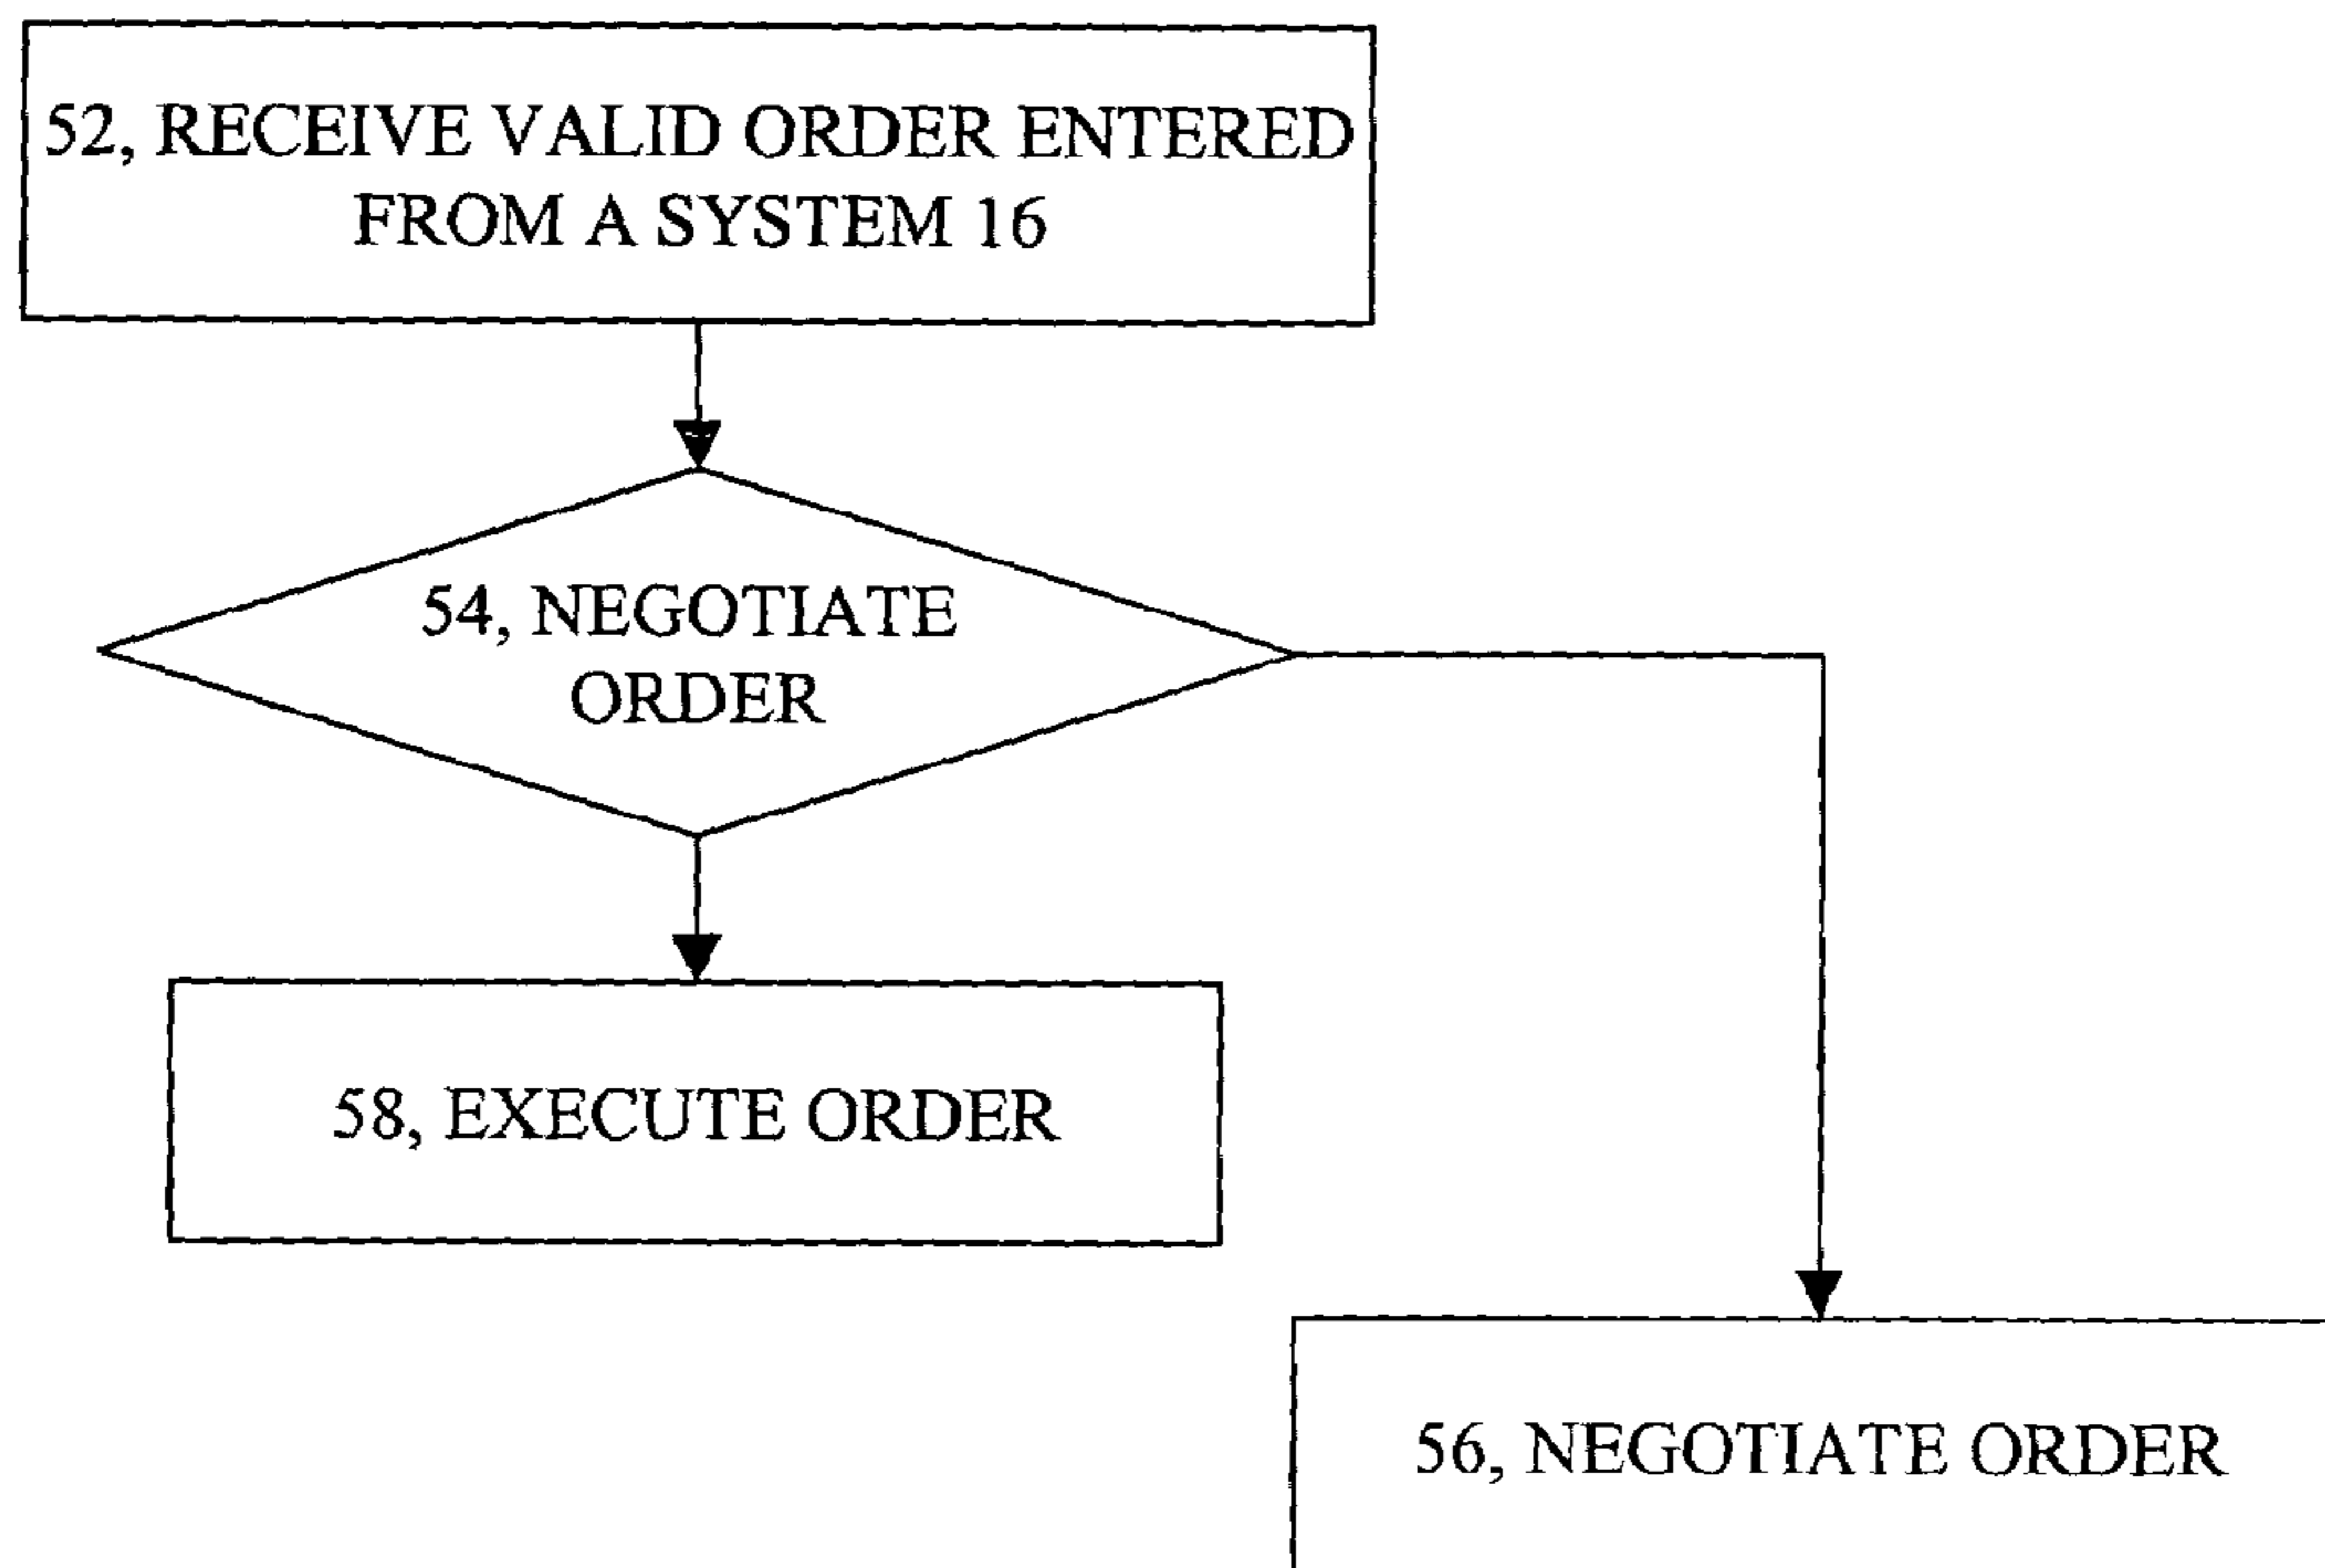 52, RECEIVE VALID ORDER ENTERED
FROM A SYSTEM 16
54, NEGOTIATE
ORDER
58, EXECUTE ORDER
56, NEGOTIATE ORDER